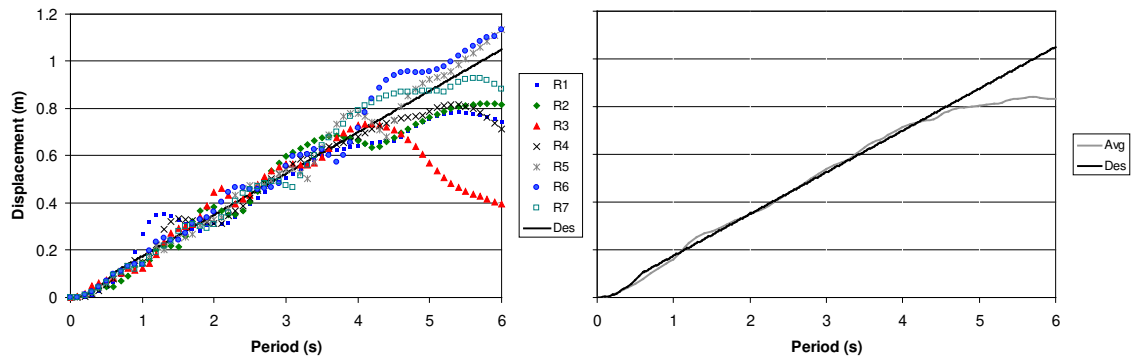 1.2
1
0.8
0.6
0.4
0.2
0
Displacement (m)
0 1 2 3 4 5 6
Period (s)
R1
R2
R3
R4
R5
R6
R7
Des
0 1 2 3 4 5 6
Period (s)
Avg
Des